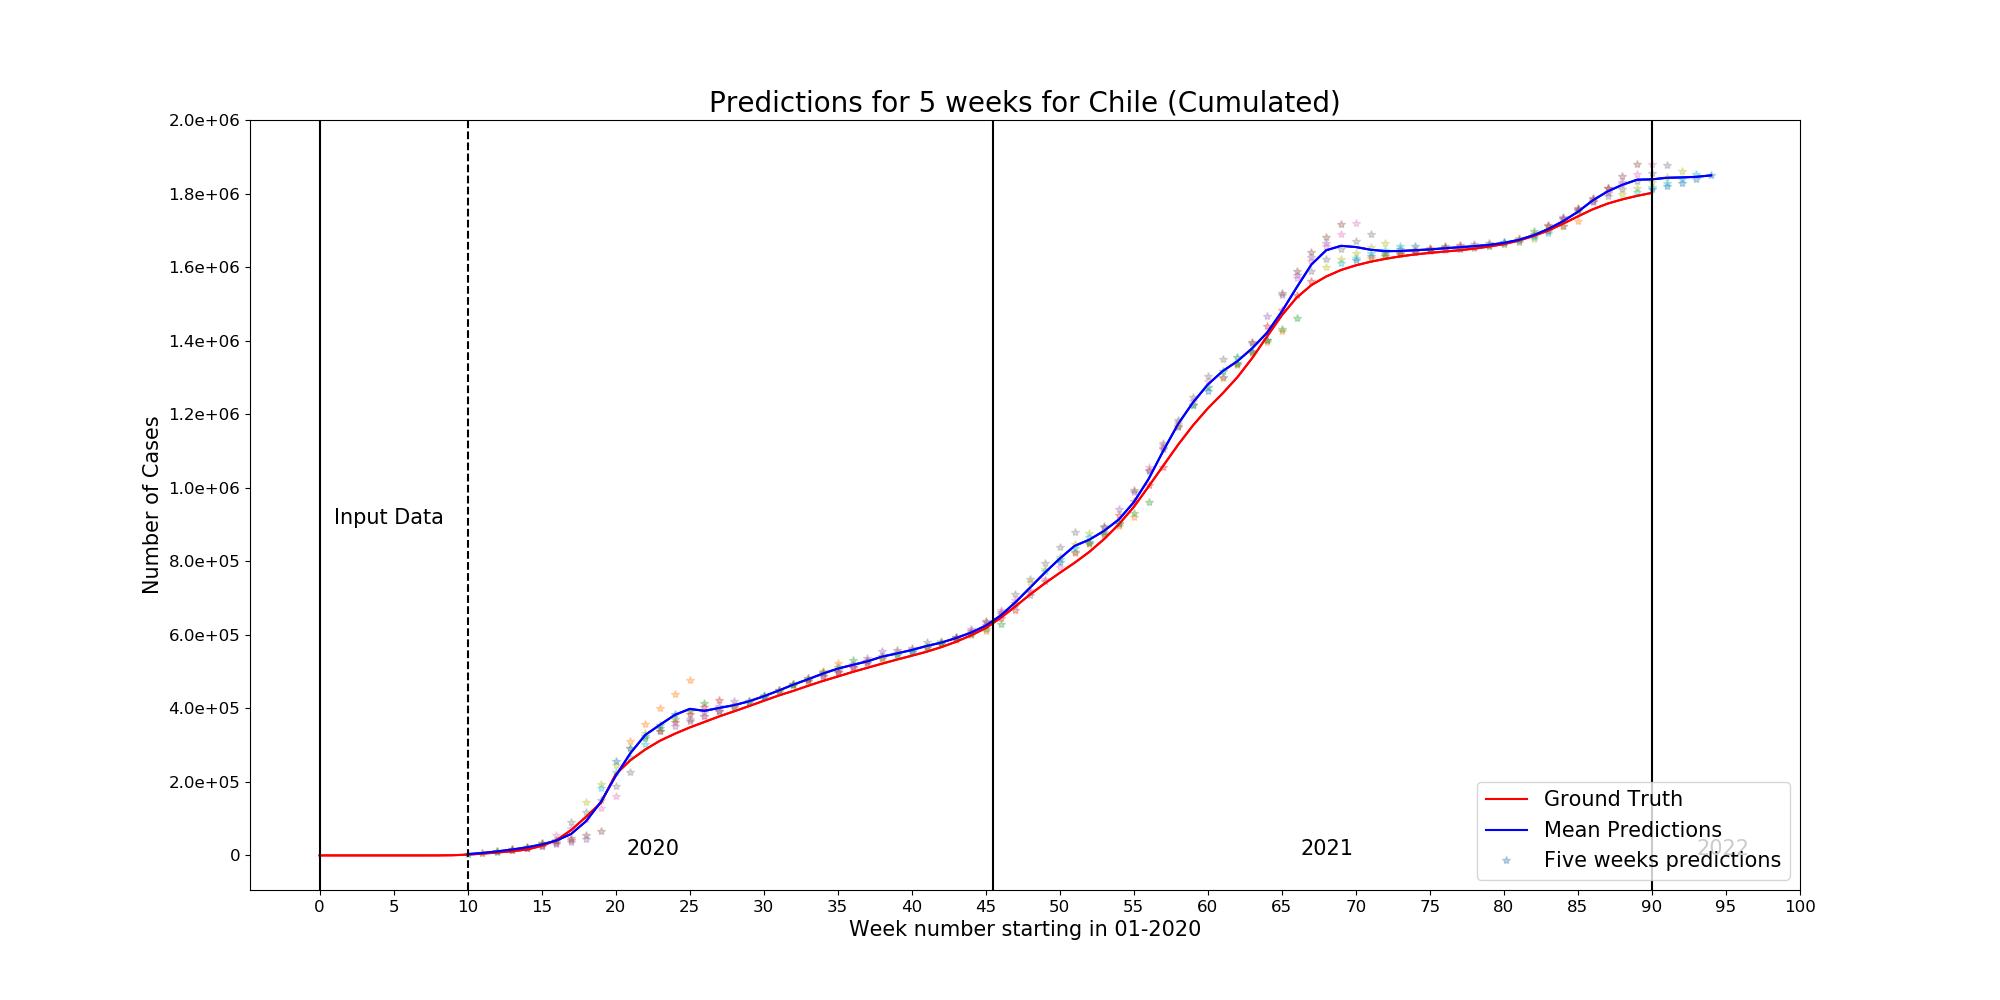 Predictions for 5 weeks for Chile (Cumulated)
2.0e+06
1.8e+06
1.6e+06
1.4e+06
1.2e+06
1.0e+06
8.0e+05
6.0e+05
4.0e+05
2.0e+05
0
Number of Cases
Input Data
2020
2021
2022
Ground Truth
Mean Predictions
Five weeks predictions
0 5 10 15 20 25 30 35 40 45 50 55 60 65 70 75 80 85 90 95 100
Week number starting in 01-2020